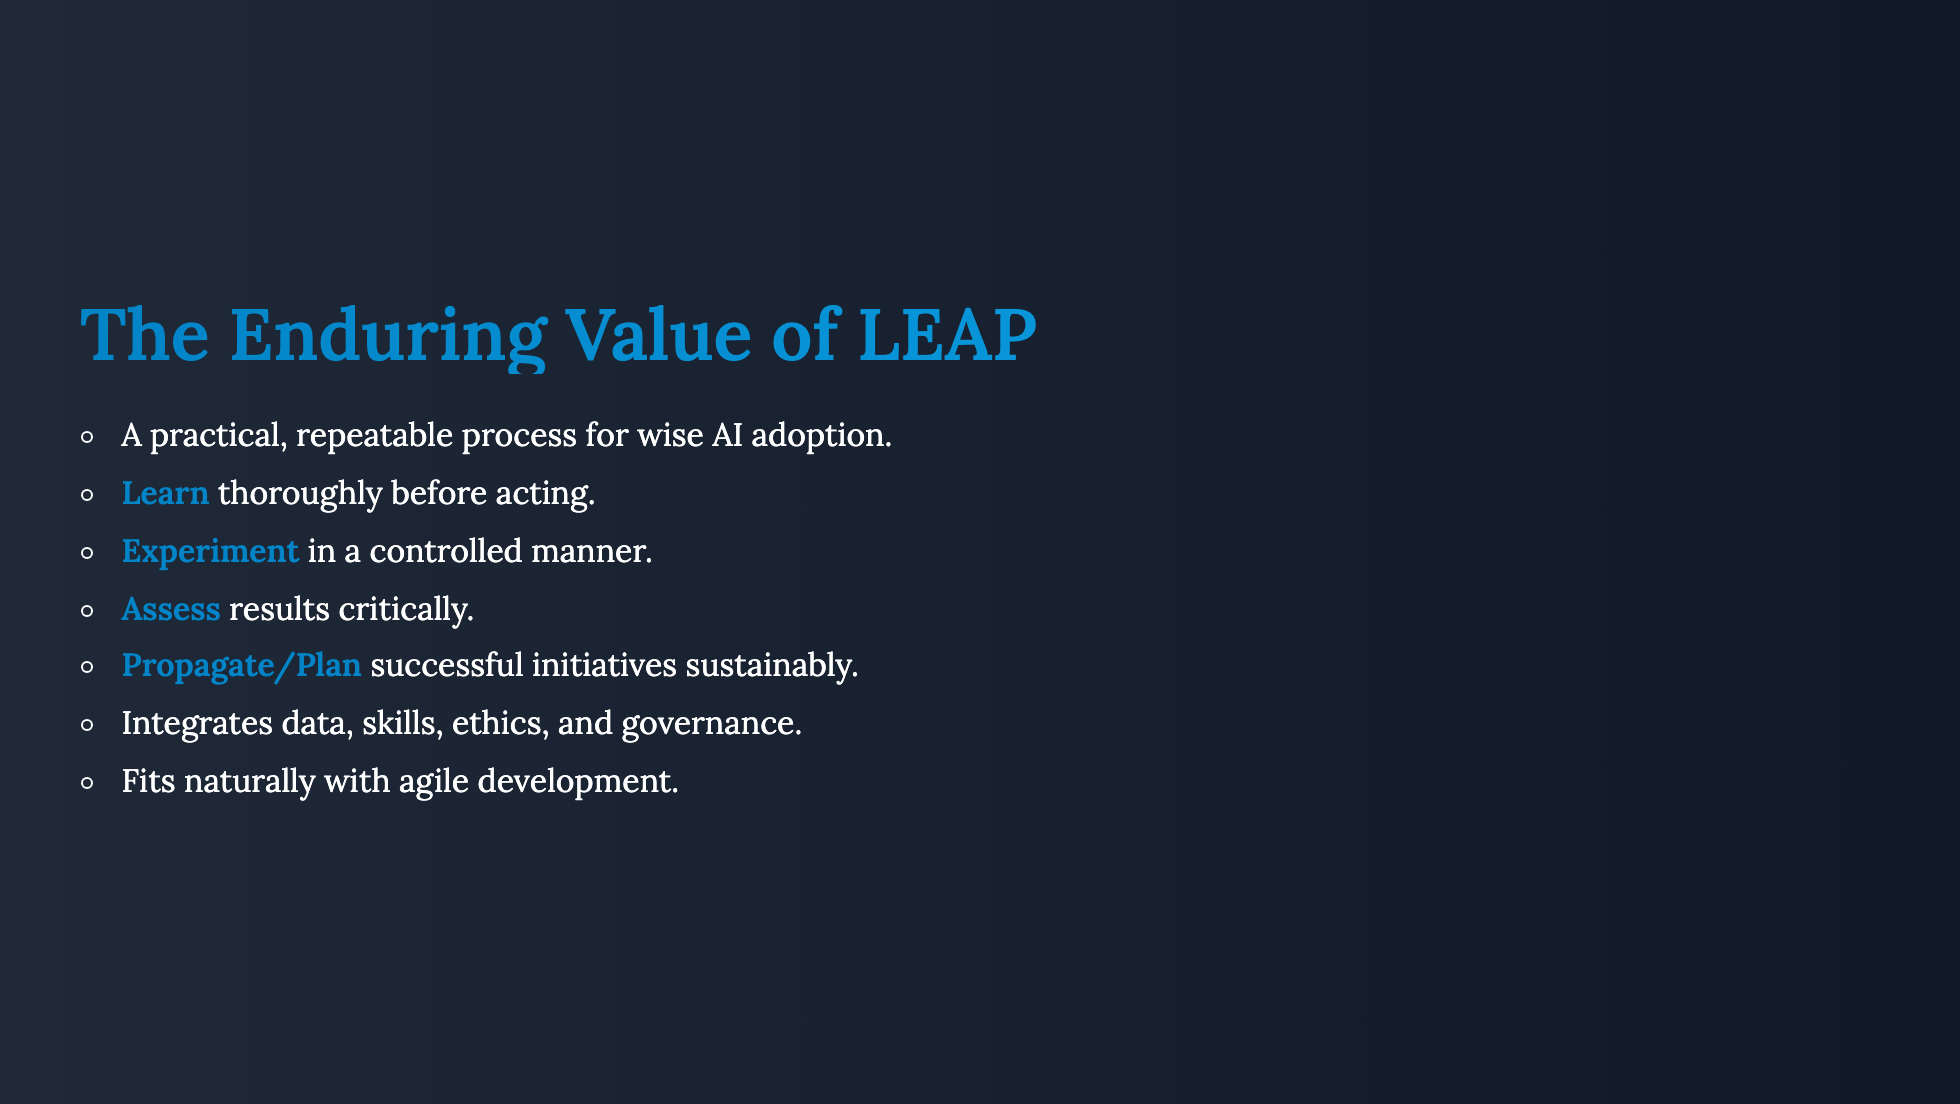 The Enduring Value of LEAP
A practical, repeatable process for wise AI adoption.
Learn thoroughly before acting.
Experiment in a controlled manner.
Assess results critically.
Propagate/Plan successful initiatives sustainably.
Integrates data, skills, ethics, and governance.
Fits naturally with agile development.